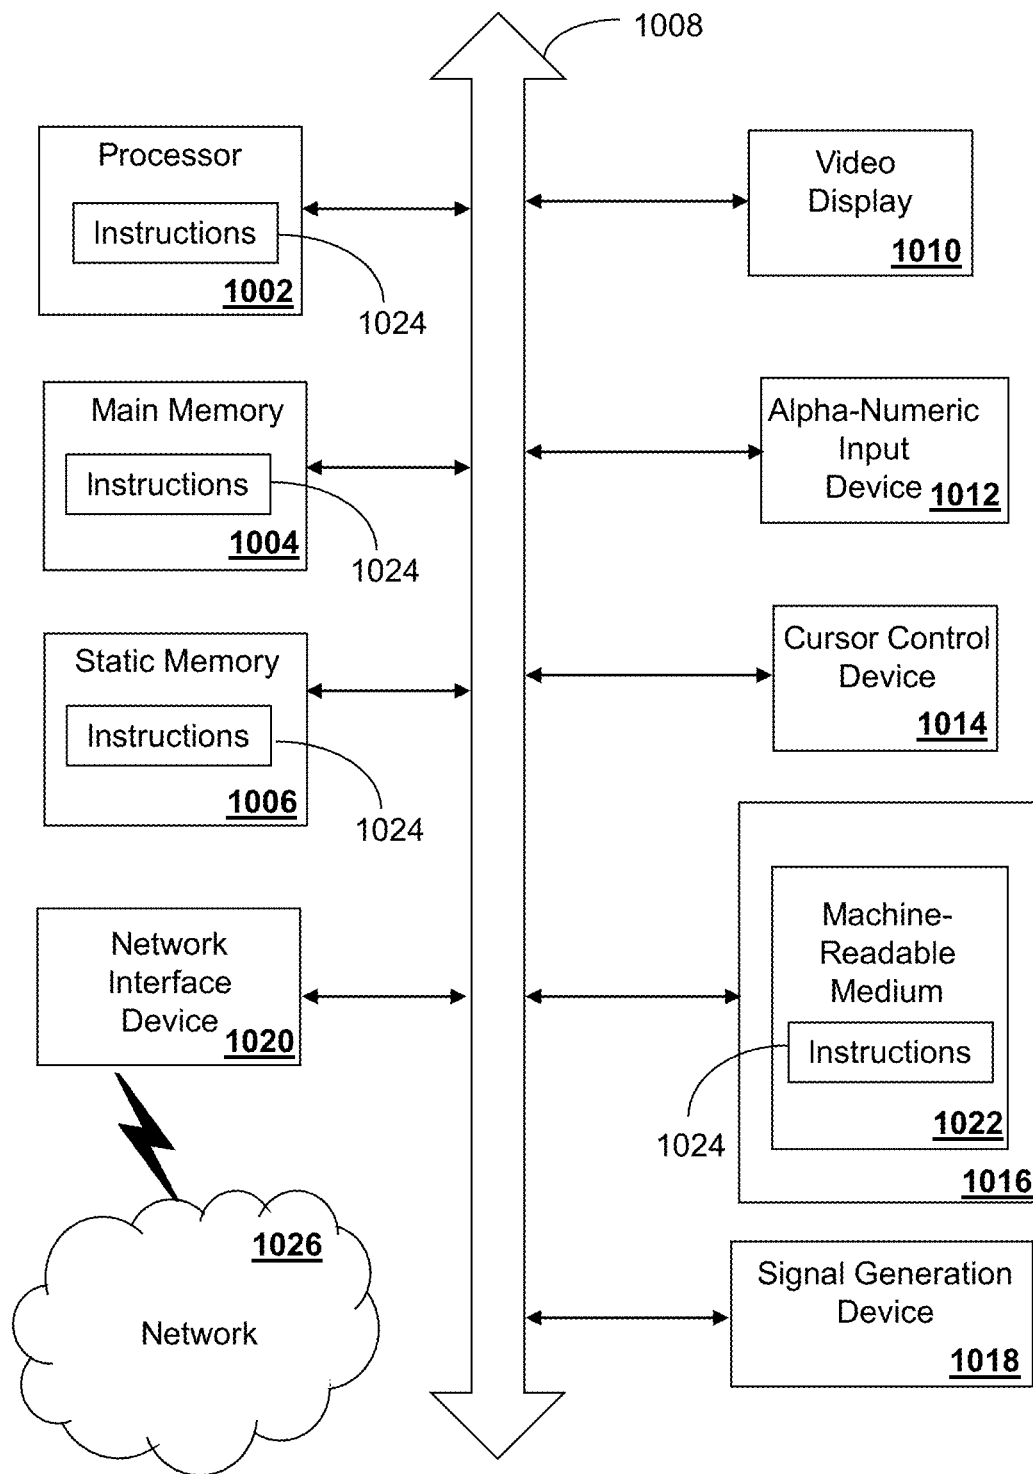 1008
Processor
Instructions
1002
1024
Video
Display
1010
Main Memory
Instructions
1004
1024
Alpha-Numeric
Input
Device 1012
Static Memory
Instructions
1006
1024
Cursor Control
Device
1014
Network
Interface
Device
1020
Machine-
Readable
Medium
Instructions
1022
1024
1016
1026
Network
Signal Generation
Device
1018